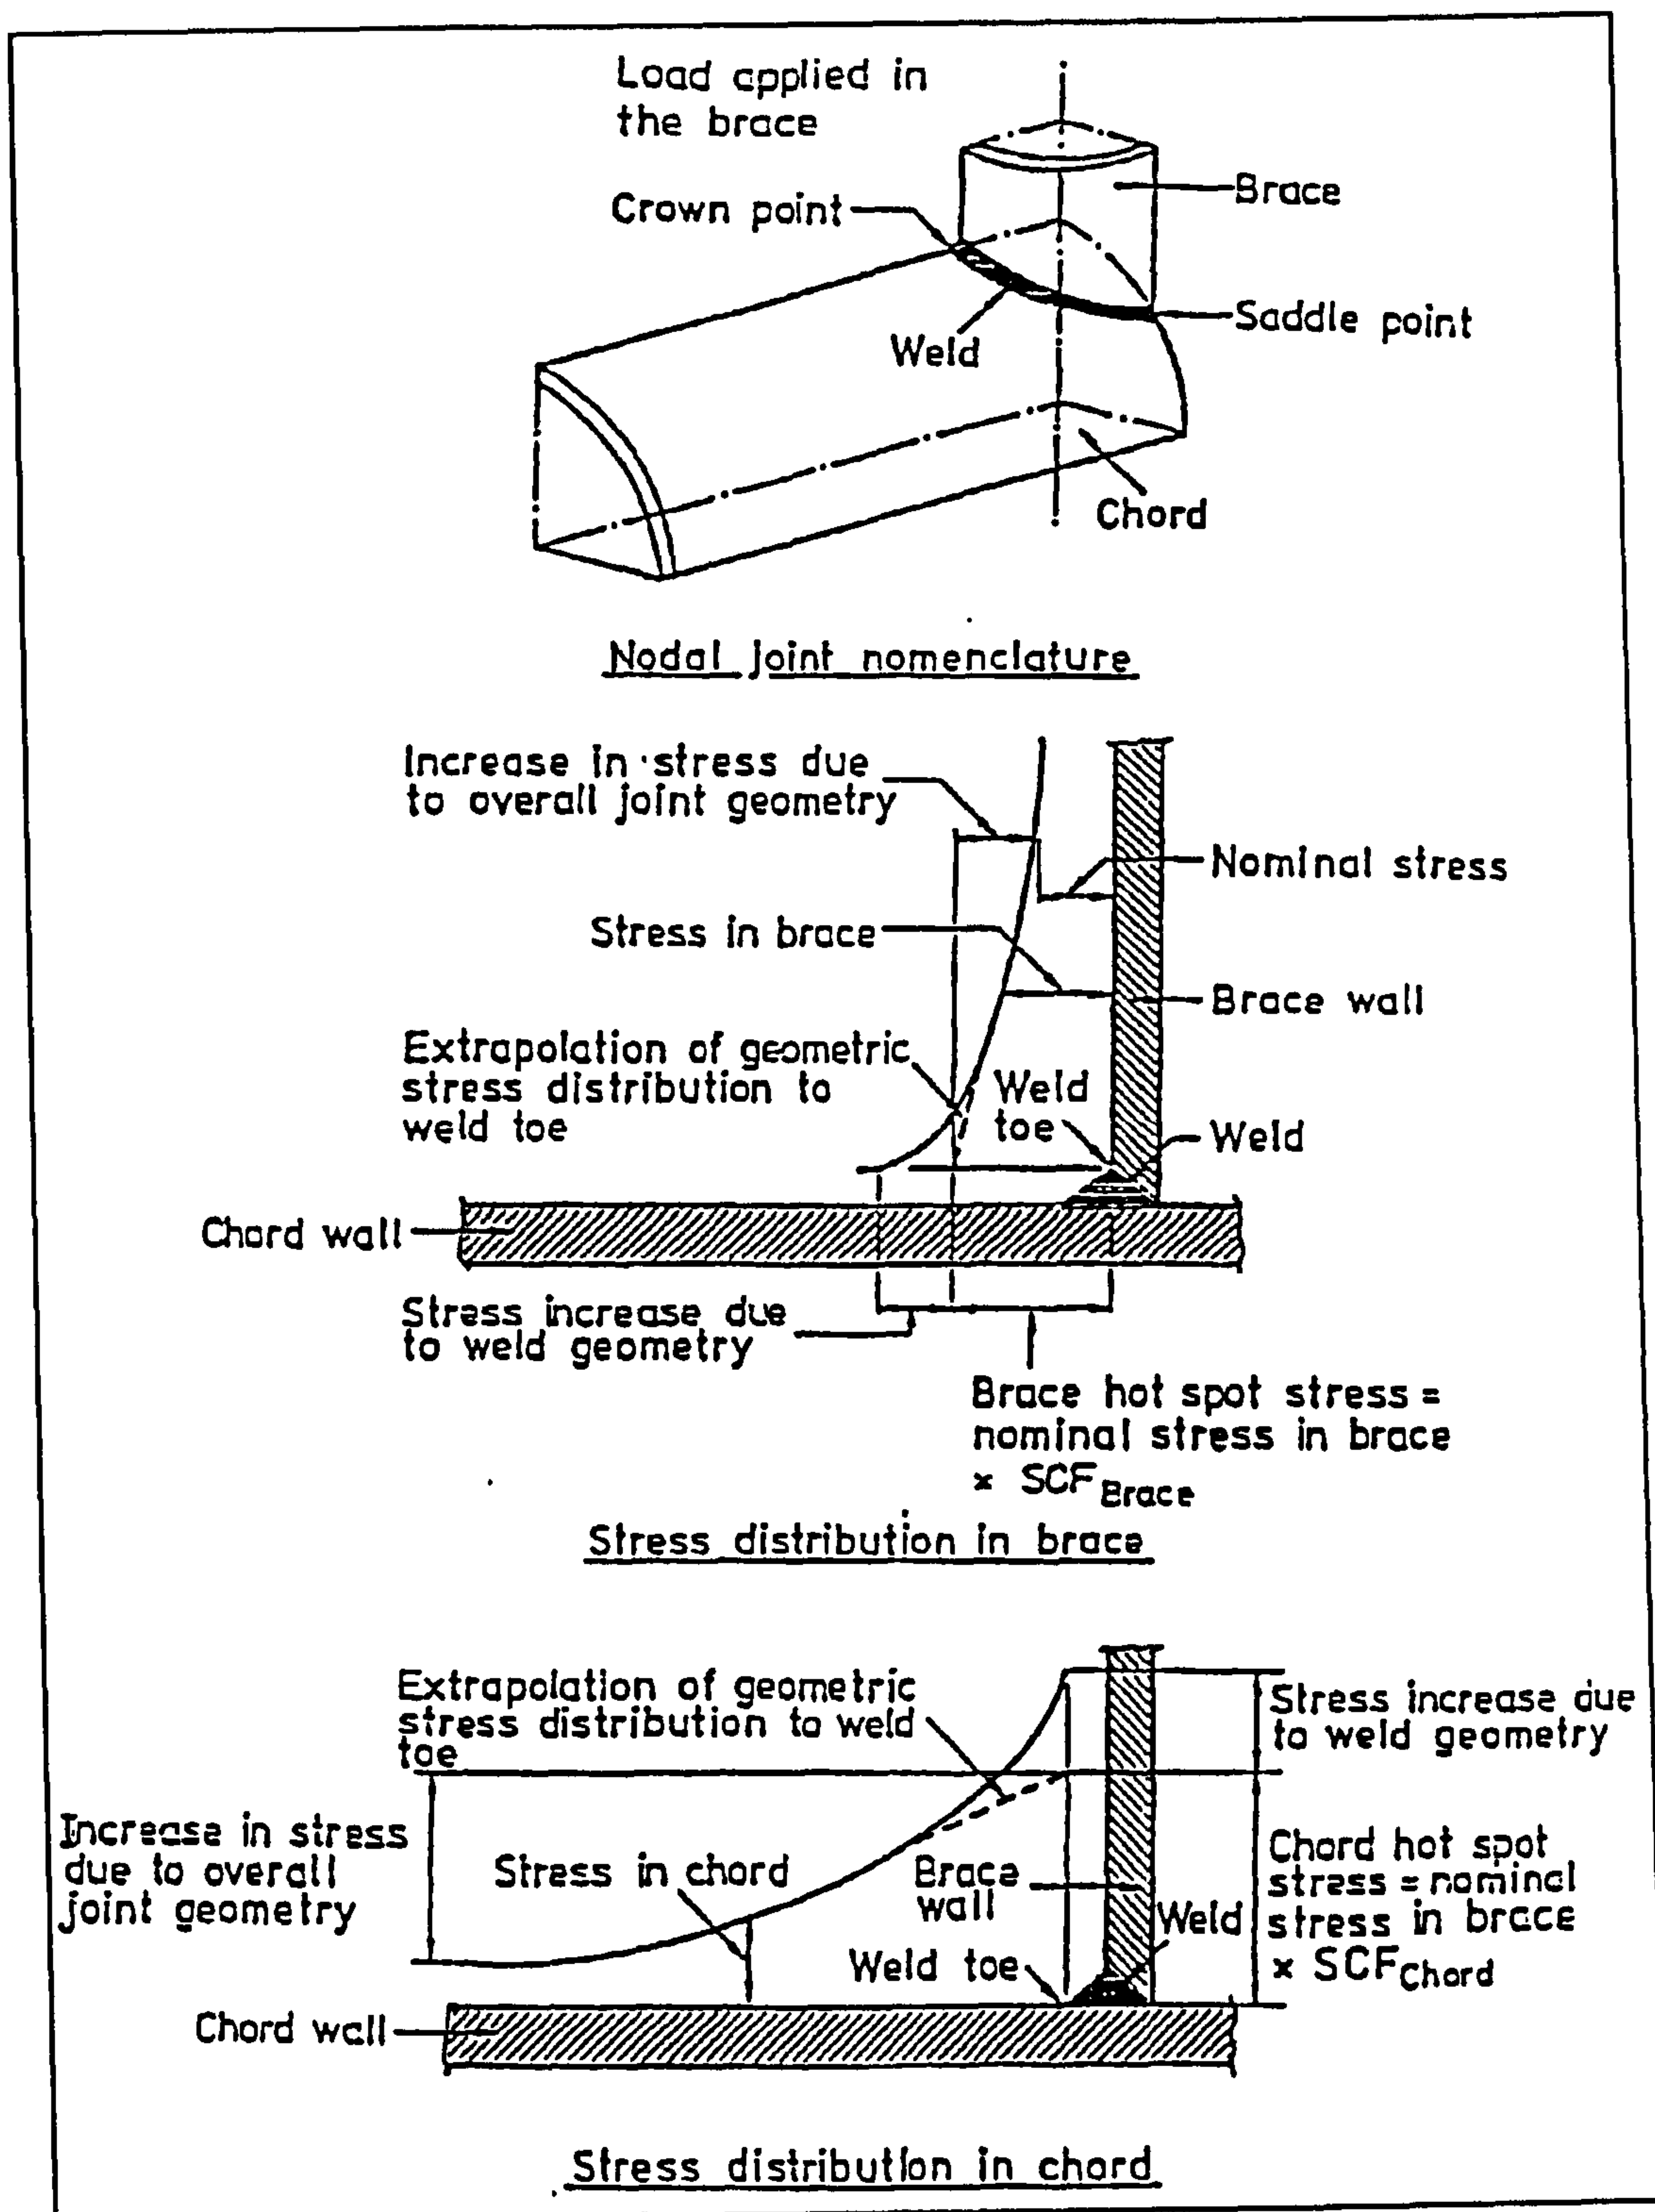 Load applied in
the brace
Crown point
Brace
Weld
Saddle point
Chord
Nodal joint nomenclature
Increase in stress due
to overall joint geometry
Nominal stress
Stress in brace
Brace wall
Extrapolation of geometric
stress distribution to
weld toe
Weld
toe
Weld
Chord wall
Stress increase due
to weld geometry
Brace hot spot stress =
nominal stress in brace
× SCF Brace
Stress distribution in brace
Extrapolation of geometric
stress distribution to weld
toe
Stress increase due
to weld geometry
Increase in stress
due to overall
joint geometry
Stress in chord
Brace
wall
Chord hot spot
stress = nominal
stress in brace
× SCF Chord
Weld
Weld toe
Chord wall
Stress distribution in chord